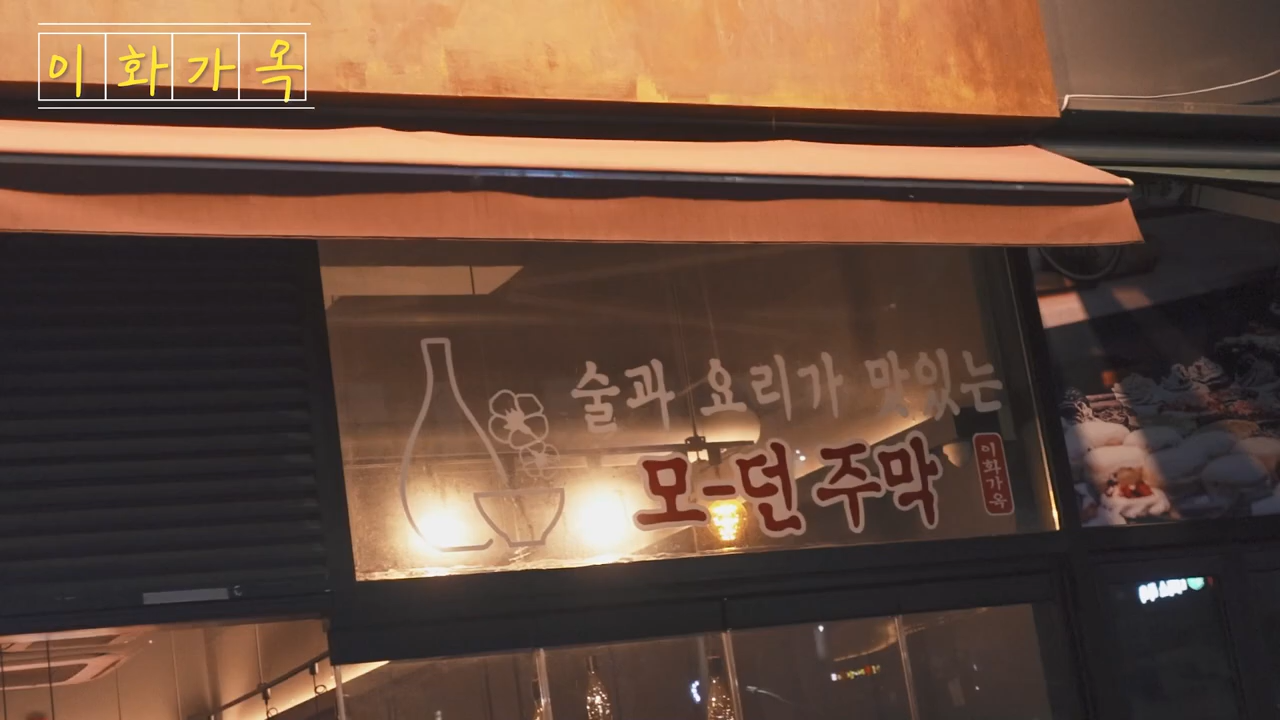 이화가옥
술과 요리가 맛있는
모-던 주막
이화가옥